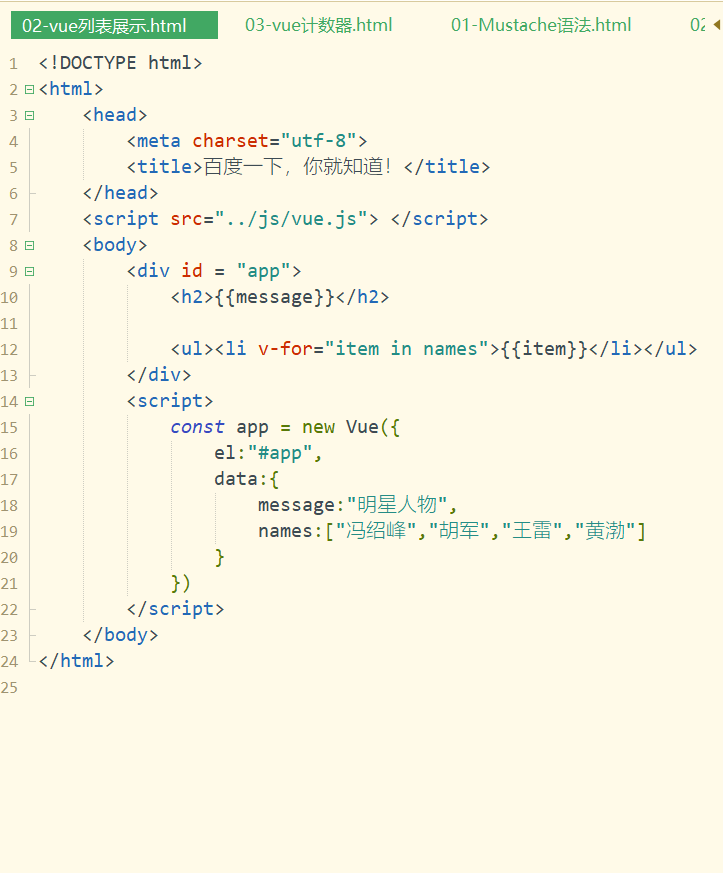 02-vue列表展示.html 03-vue计数器.html 01-Mustache语法.html 02
1 <!DOCTYPE html>
2 <html>
3     <head>
4         <meta charset="utf-8">
5         <title>百度一下，你就知道！</title>
6     </head>
7     <script src="../js/vue.js"> </script>
8     <body>
9         <div id = "app">
10             <h2>{{message}}</h2>
11
12             <ul><li v-for="item in names">{{item}}</li></ul>
13         </div>
14         <script>
15             const app = new Vue({
16                 el:"#app",
17                 data:{
18                     message:"明星人物",
19                     names:["冯绍峰","胡军","王雷","黄渤"]
20                 }
21             })
22         </script>
23     </body>
24 </html>
25